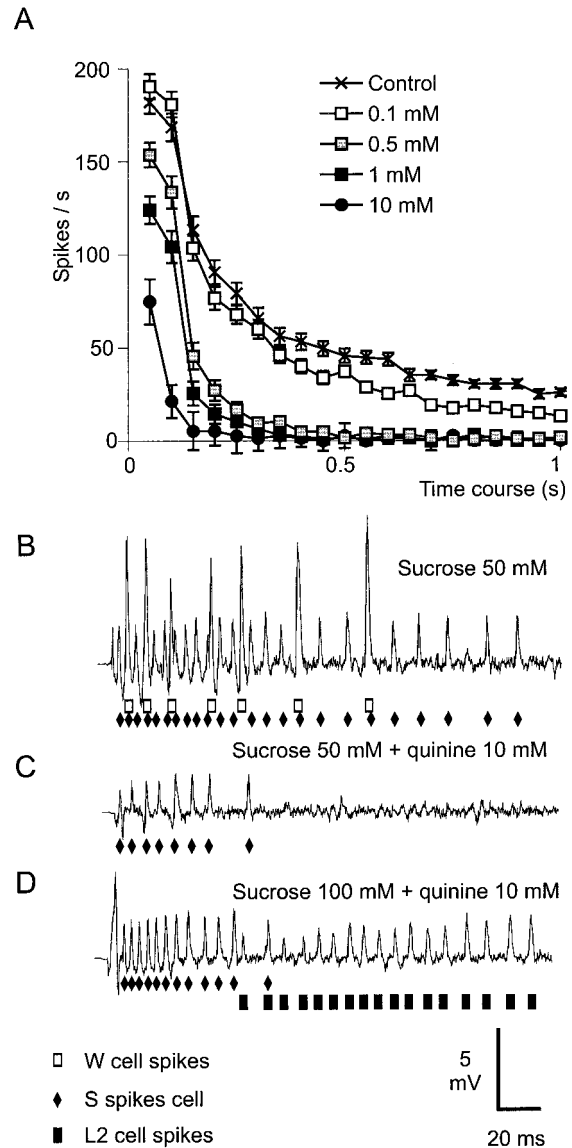 A
200
150
100
50
0
Spikes / s
Control
0.1 mM
0.5 mM
1 mM
10 mM
0
0.5
1
Time course (s)
B
Sucrose 50 mM
C
Sucrose 50 mM + quinine 10 mM
D
Sucrose 100 mM + quinine 10 mM
W cell spikes
S spikes cell
L2 cell spikes
5
mV
20 ms